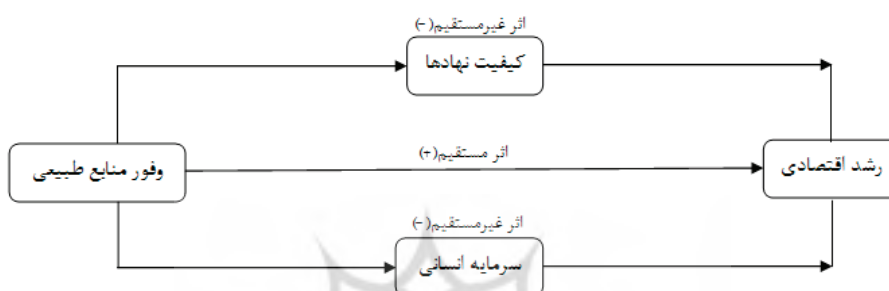 اثر غیرمستقیم(-)
کیفیت نهادها
اثر مستقیم(+)
رشد اقتصادی
وفور منابع طبیعی
اثر غیرمستقیم(-)
سرمایه انسانی